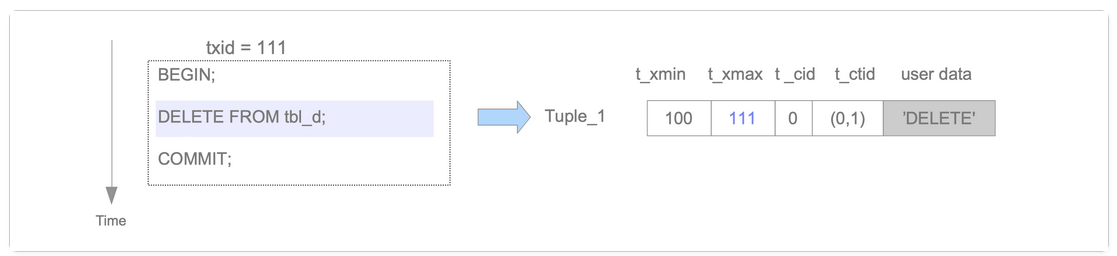 txid = 111
BEGIN;
DELETE FROM tbl_d;
COMMIT;
Time
t_xmin t_xmax t _cid t_ctid user data
Tuple_1 100 111 0 (0,1) 'DELETE'